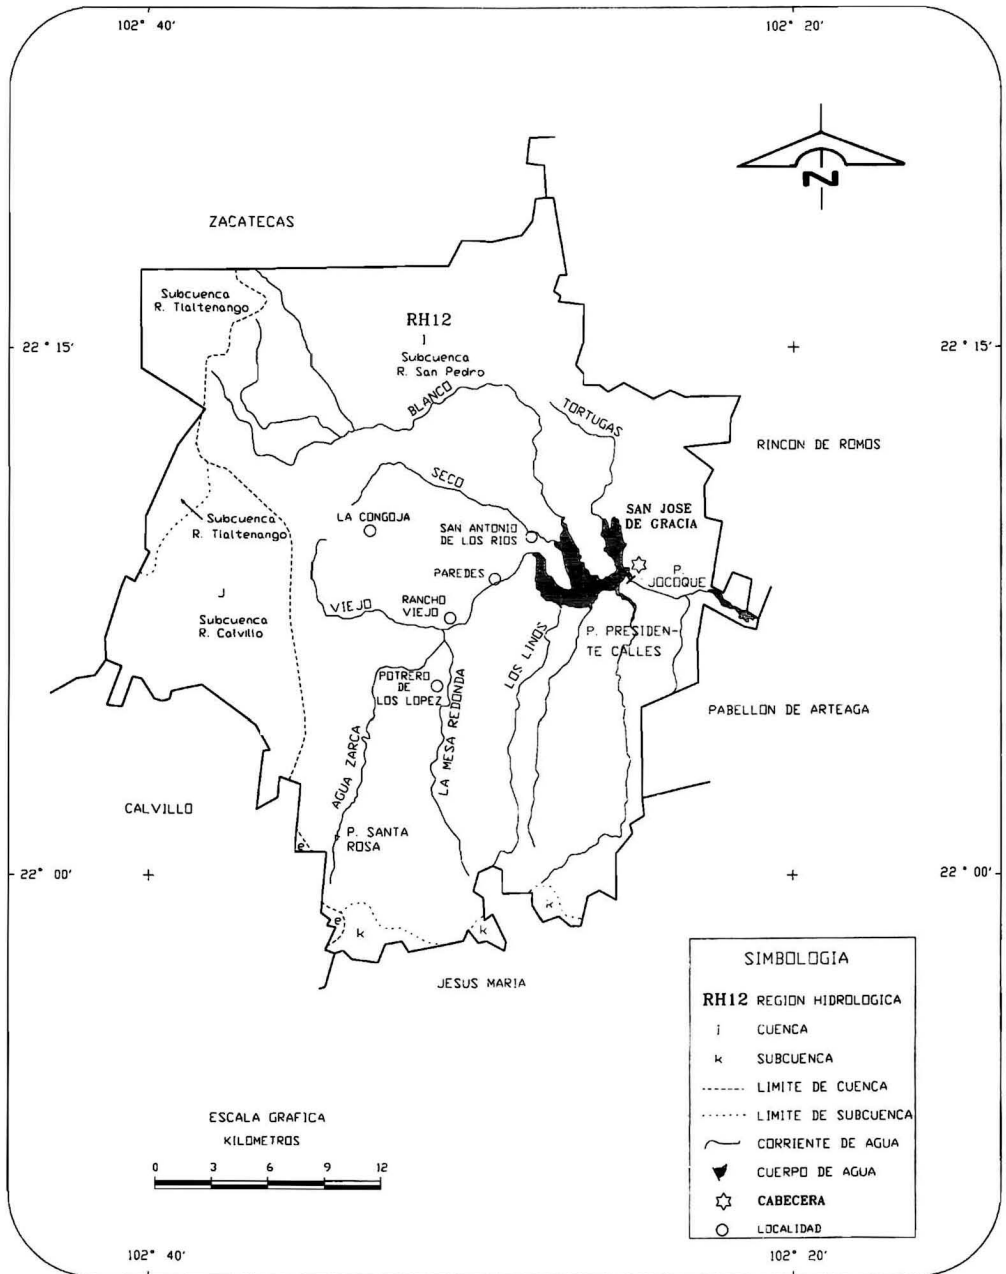 102° 40'
102° 20'
N
ZACATECAS
Subcuenca
R. Tlaltenango
RH12
I
Subcuenca
R. San Pedro
22° 15'
22° 15'
BLANCO
TORTUGAS
RINCON DE ROMOS
SECO
LA CONGOJA
SAN ANTONIO
DE LOS RIOS
SAN JOSE
DE GRACIA
Subcuenca
R. Tlaltenango
PAREDES
P.
JOCOQUE
J
Subcuenca
R. Calvillo
VIEJO
RANCHO
VIEJO
LOS LINOS
P. PRESIDEN-
TE CALLES
POTRERO
DE
LOS LOPEZ
LA MESA REDONDA
PABELLON DE ARTEAGA
AGUA ZARCA
CALVILLO
P. SANTA
ROSA
e
22° 00'
22° 00'
e
k
k
k
JESUS MARIA
SIMBOLOGIA
RH12 REGION HIDROLOGICA
i CUENCA
k SUBCUENCA
LIMITE DE CUENCA
LIMITE DE SUBCUENCA
CORRIENTE DE AGUA
CUERPO DE AGUA
CABECERA
LOCALIDAD
ESCALA GRAFICA
KILOMETROS
0 3 6 9 12
102° 40'
102° 20'